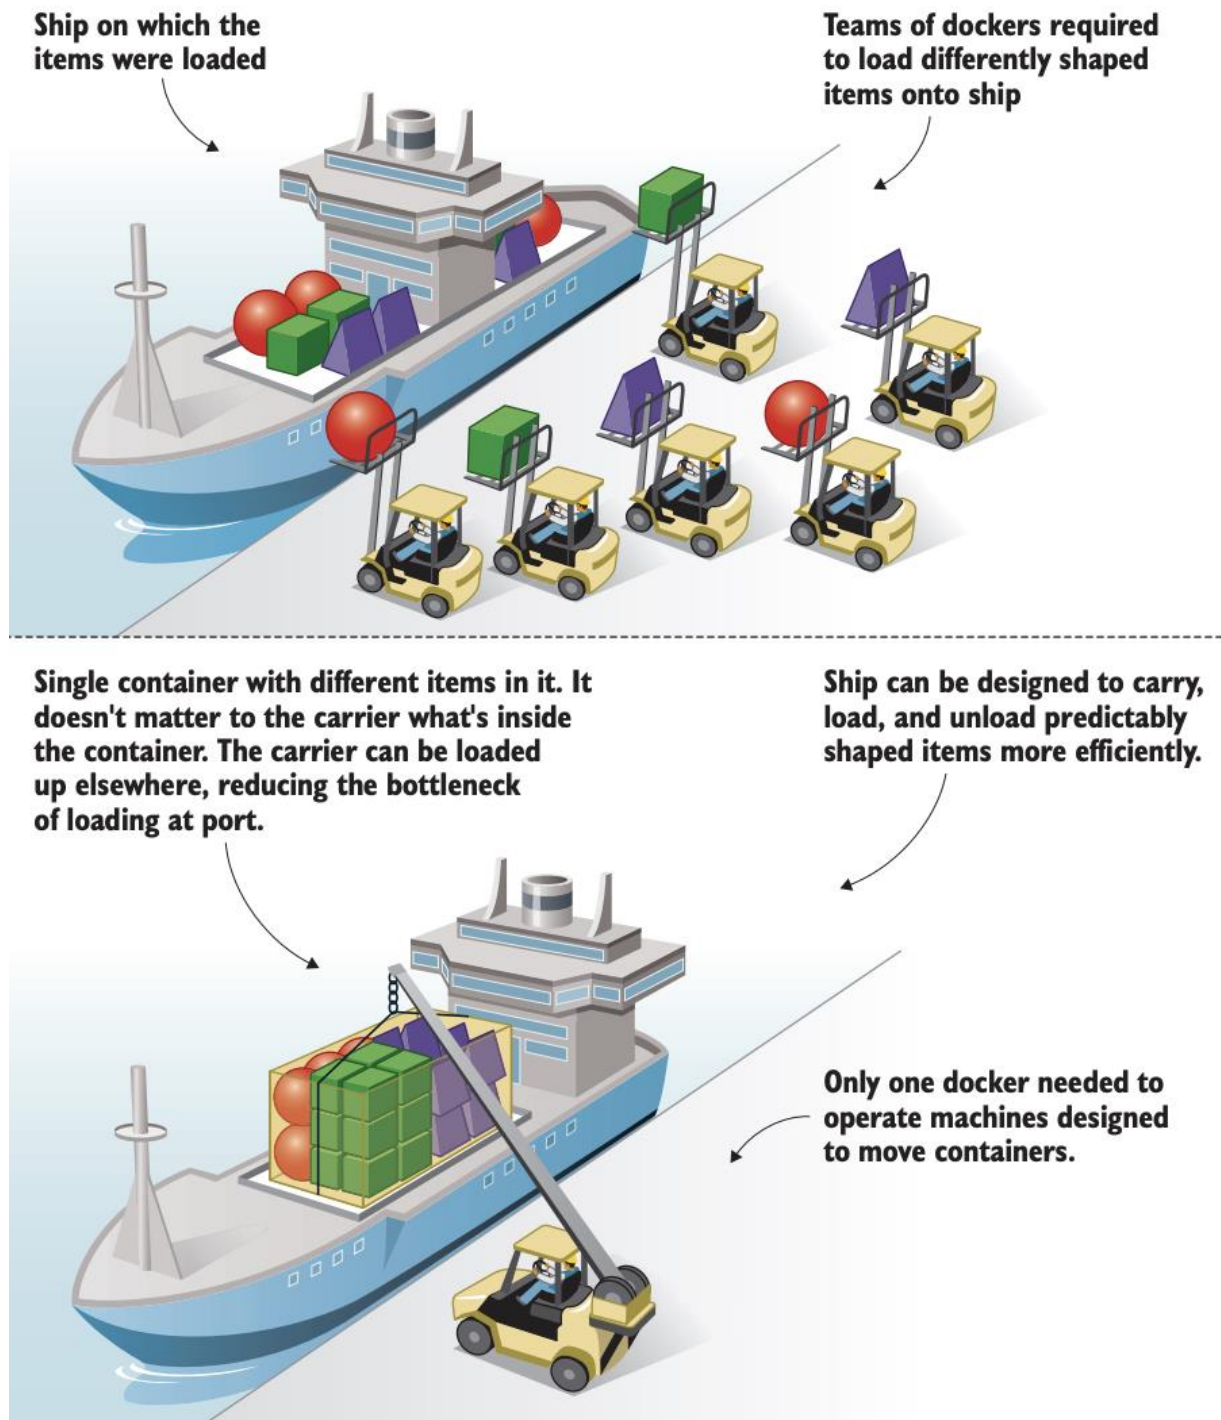 Ship on which the
items were loaded
Teams of dockers required
to load differently shaped
items onto ship
Single container with different items in it. It
doesn't matter to the carrier what's inside
the container. The carrier can be loaded
up elsewhere, reducing the bottleneck
of loading at port.
Ship can be designed to carry,
load, and unload predictably
shaped items more efficiently.
Only one docker needed to
operate machines designed
to move containers.